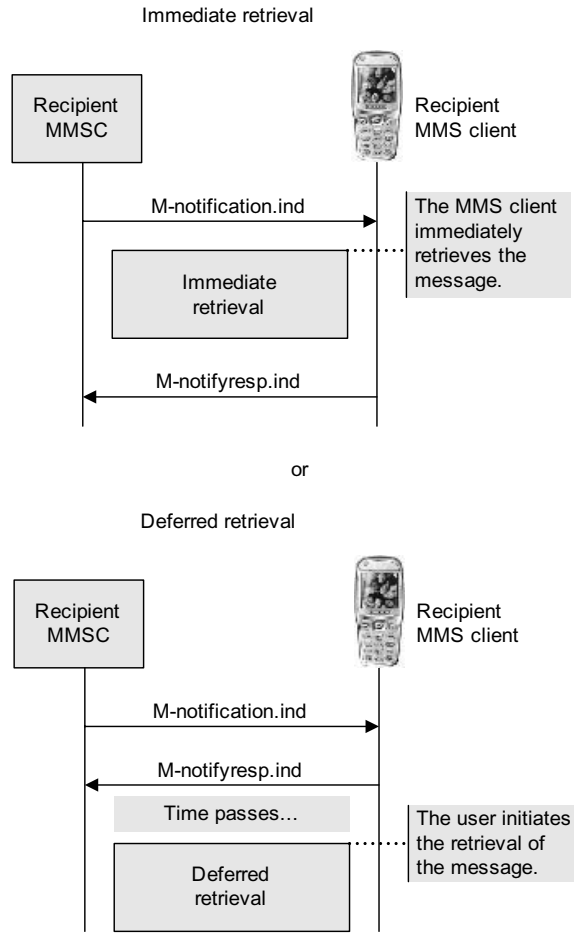 Immediate retrieval
Recipient
MMSC
Recipient
MMS client
M-notification.ind
The MMS client
immediately
retrieves the
message.
Immediate
retrieval
M-notifyresp.ind
or
Deferred retrieval
Recipient
MMSC
Recipient
MMS client
M-notification.ind
M-notifyresp.ind
Time passes…
The user initiates
the retrieval of
the message.
Deferred
retrieval